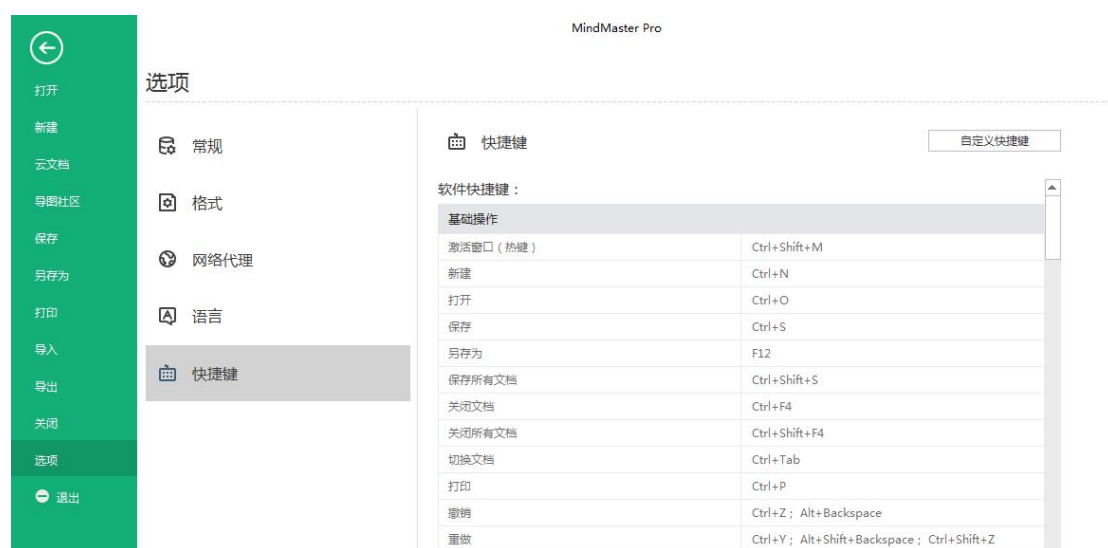 MindMaster Pro
打开
新建
云文档
导图社区
保存
另存为
打印
导入
导出
关闭
选项
退出
选项
常规
格式
网络代理
语言
快捷键
快捷键
自定义快捷键
软件快捷键：
基础操作
激活窗口（热键） Ctrl+Shift+M
新建 Ctrl+N
打开 Ctrl+O
保存 Ctrl+S
另存为 F12
保存所有文档 Ctrl+Shift+S
关闭文档 Ctrl+F4
关闭所有文档 Ctrl+Shift+F4
切换文档 Ctrl+Tab
打印 Ctrl+P
撤销 Ctrl+Z； Alt+Backspace
重做 Ctrl+Y； Alt+Shift+Backspace； Ctrl+Shift+Z